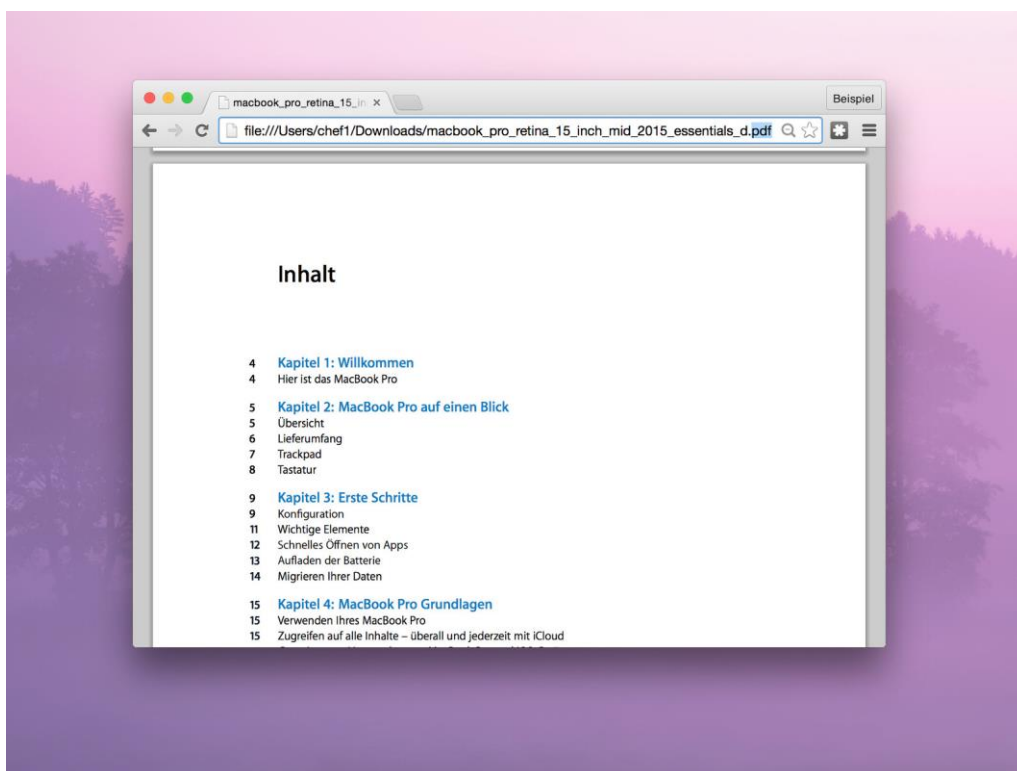 macbook_pro_retina_15_in
Beispiel
file:///Users/chef1/Downloads/macbook_pro_retina_15_inch_mid_2015_essentials_d.pdf
Inhalt
4 Kapitel 1: Willkommen
4 Hier ist das MacBook Pro
5 Kapitel 2: MacBook Pro auf einen Blick
5 Übersicht
6 Lieferumfang
7 Trackpad
8 Tastatur
9 Kapitel 3: Erste Schritte
9 Konfiguration
11 Wichtige Elemente
12 Schnelles Öffnen von Apps
13 Aufladen der Batterie
14 Migrieren Ihrer Daten
15 Kapitel 4: MacBook Pro Grundlagen
15 Verwenden Ihres MacBook Pro
15 Zugreifen auf alle Inhalte – überall und jederzeit mit iCloud